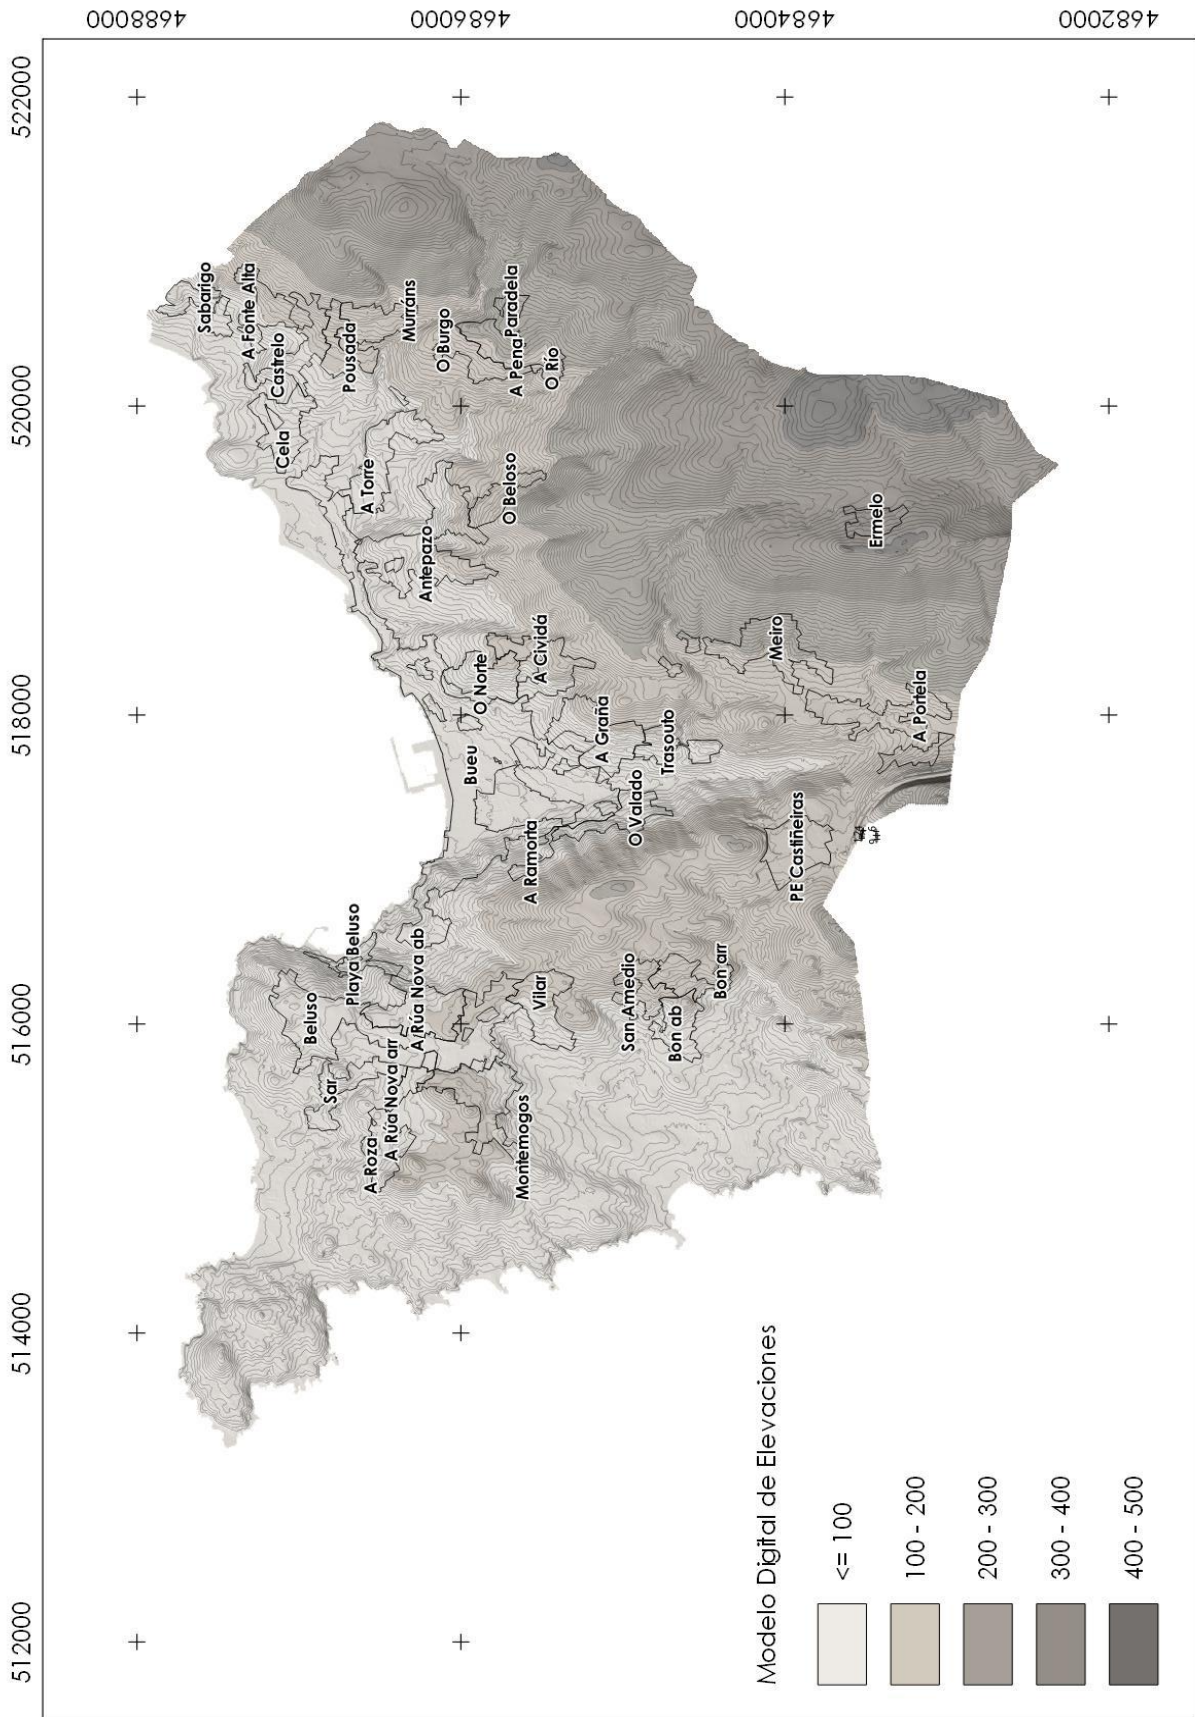 4688000
4686000
4684000
4682000
522000
520000
518000
516000
514000
512000
Sabarigo
A Fonte Alta
Castrelo
Cela
Pousada
Murráns
O Burgo
Paradela
A Pena
O Río
A Torre
O Beloso
Antepazo
Ermelo
A Cividá
O Norte
Meiro
A Portela
A Graña
Trasouto
Bueu
O Valado
A Ramorta
PE Castiñeiras
Playa Beluso
A Rúa Nova ab
Beluso
Vilar
San Amedio
Bon arr
Bon ab
Sar
A Rúa Nova arr
A Roza
Montemogos
Modelo Digital de Elevaciones
<= 100
100 - 200
200 - 300
300 - 400
400 - 500